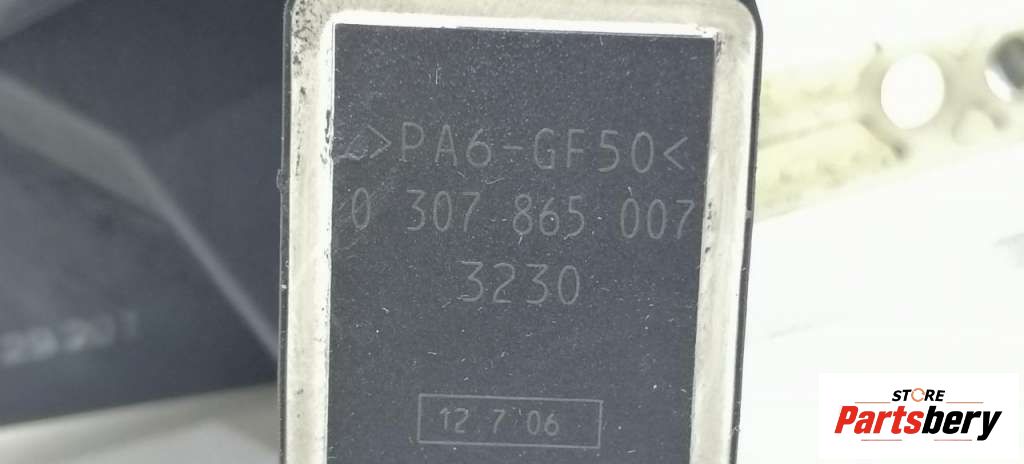 >PA6-GF50<
0 307 865 007
3230
12 7 06
STORE
Partsbery